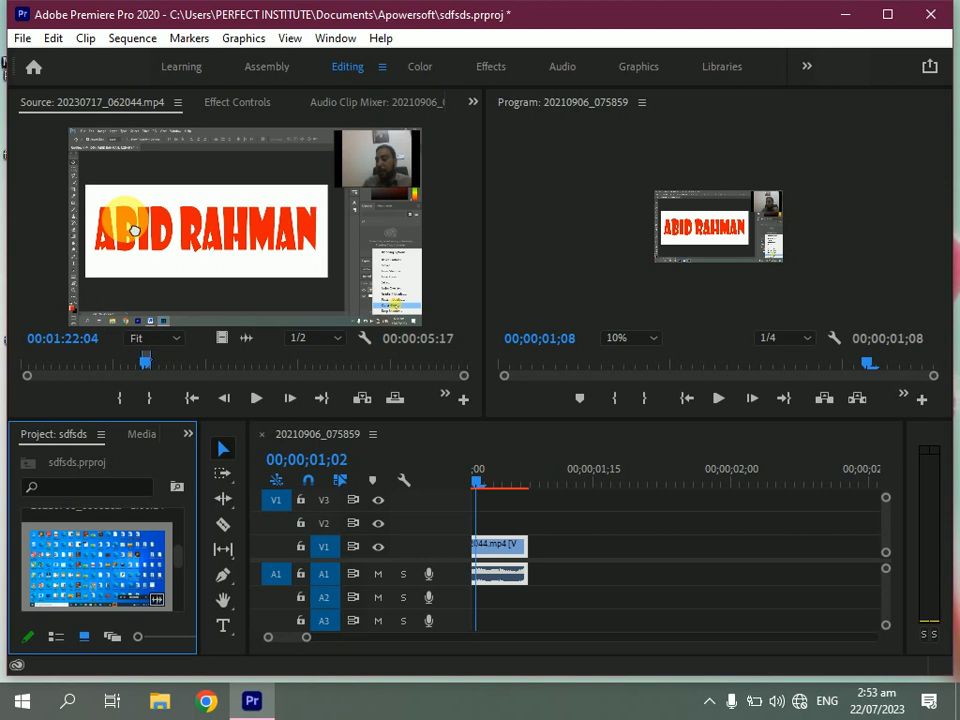 Adobe Premiere Pro 2020 - C:\Users\PERFECT INSTITUTE\Documents\Apowersoft\sdfsds.prproj *
File Edit Clip Sequence Markers Graphics View Window Help
Learning Assembly Editing Color Effects Audio Graphics Libraries
Source: 20230717_062044.mp4 Effect Controls Audio Clip Mixer: 20210906_
Program: 20210906_075859
ABID RAHMAN
ABID RAHMAN
00:01:22:04 Fit 1/2 00:00:05:17
00;00;01;08 10% 1/4 00;00;01;08
Project: sdfsds Media
sdfsds.prproj
20210906_075859
00;00;01;02
;00 00;00;01;15 00;00;02;00 00;00;02
V1 V3
V2
V1
044.mp4 [V
A1 A1 M S
A2 M S
A3 M S
S S
ENG
2:53 am
22/07/2023